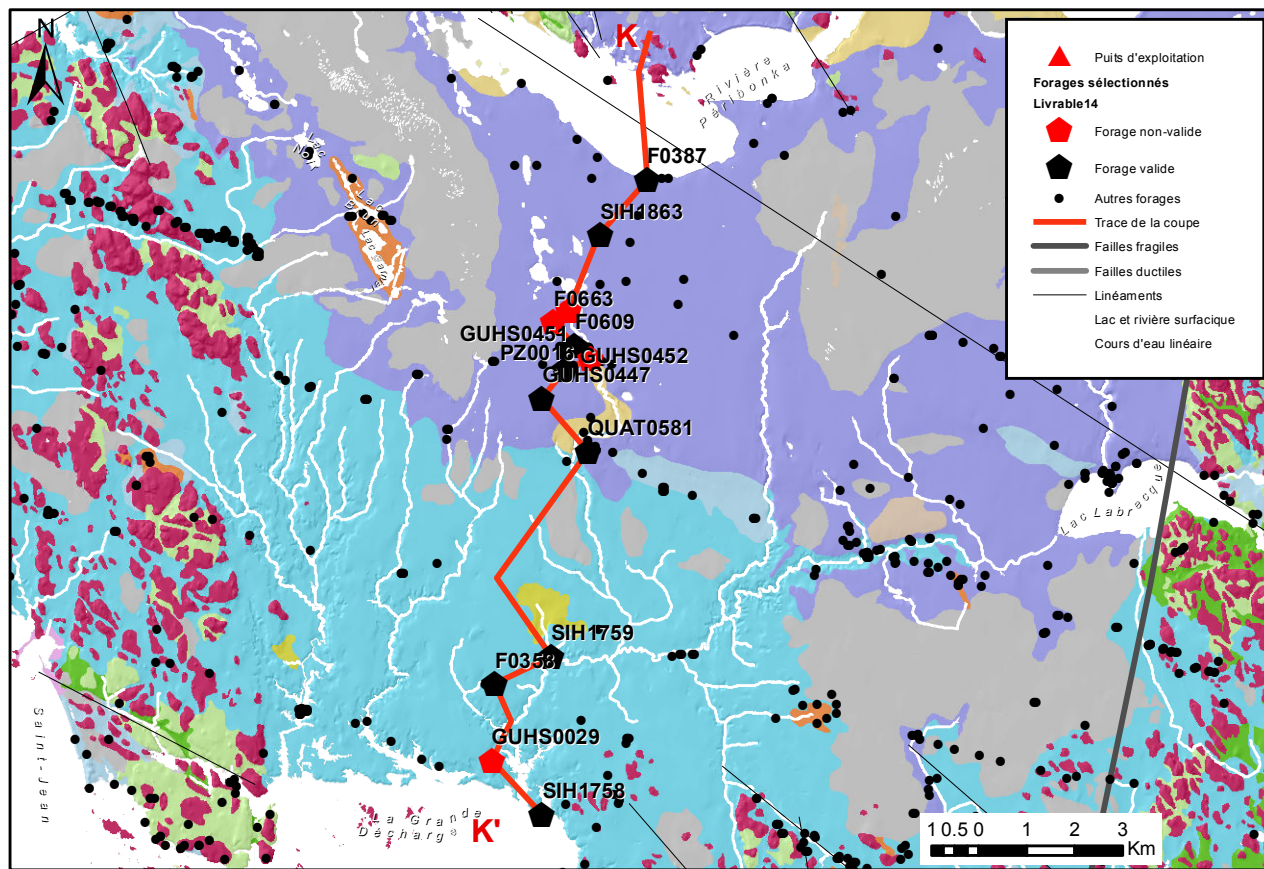 N
K
Rivière
Péribonka
Lac
Noir
F0387
SIH1863
F0663
F0609
GUHS0451
PZ0016
GUHS0452
GUHS0447
QUAT0581
Lac Labrecque
SIH1759
F0358
GUHS0029
SIH1758
La Grande
Décharge
K'
Saint-Jean
Puits d'exploitation
Forages sélectionnés
Livrable14
Forage non-valide
Forage valide
Autres forages
Trace de la coupe
Failles fragiles
Failles ductiles
Linéaments
Lac et rivière surfacique
Cours d'eau linéaire
1 0.5 0 1 2 3
Km